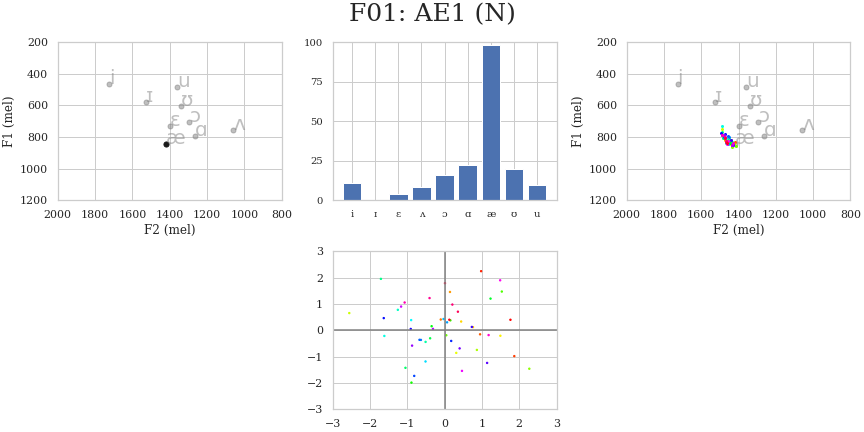 F01: AE1 (N)
200
400
600
800
1000
1200
F1 (mel)
2000 1800 1600 1400 1200 1000 800
F2 (mel)
i
ɪ
u
ʊ
ɛ
ɔ
æ
ɑ
ʌ
100
75
50
25
0
i ɪ ɛ ʌ ɔ ɑ æ ʊ u
200
400
600
800
1000
1200
F1 (mel)
2000 1800 1600 1400 1200 1000 800
F2 (mel)
i
ɪ
u
ʊ
ɛ
ɔ
æ
ɑ
ʌ
3
2
1
0
−1
−2
−3
−3 −2 −1 0 1 2 3